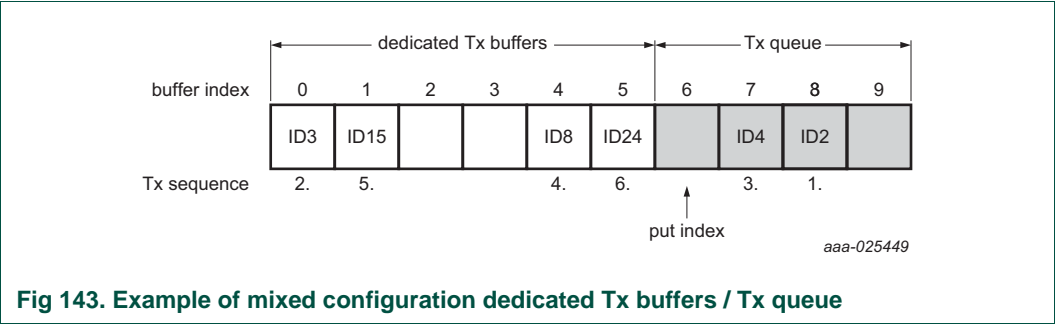 dedicated Tx buffers Tx queue
buffer index 0 1 2 3 4 5 6 7 8 9
ID3 ID15 ID8 ID24 ID4 ID2
Tx sequence 2. 5. 4. 6. 3. 1.
put index
aaa-025449
Fig 143. Example of mixed configuration dedicated Tx buffers / Tx queue